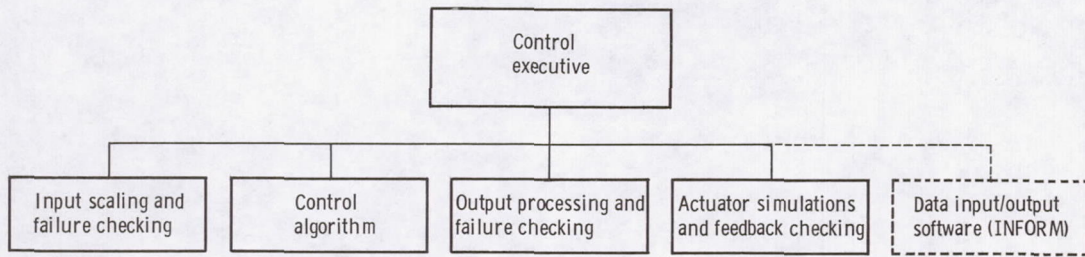 Control
executive
Input scaling and
failure checking
Control
algorithm
Output processing and
failure checking
Actuator simulations
and feedback checking
Data input/output
software (INFORM)